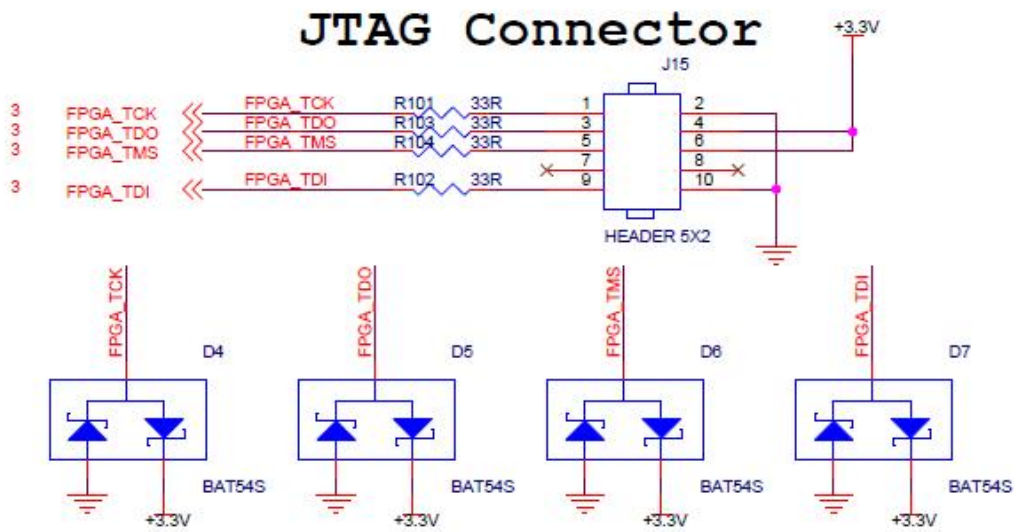 JTAG Connector
+3.3V
J15
3 FPGA_TCK FPGA_TCK R101 33R 1 2
3 FPGA_TDO FPGA_TDO R103 33R 3 4
3 FPGA_TMS FPGA_TMS R104 33R 5 6
7 8
3 FPGA_TDI FPGA_TDI R102 33R 9 10
HEADER 5X2
FPGA_TCK FPGA_TDO FPGA_TMS FPGA_TDI
D4 D5 D6 D7
BAT54S BAT54S BAT54S BAT54S
+3.3V +3.3V +3.3V +3.3V